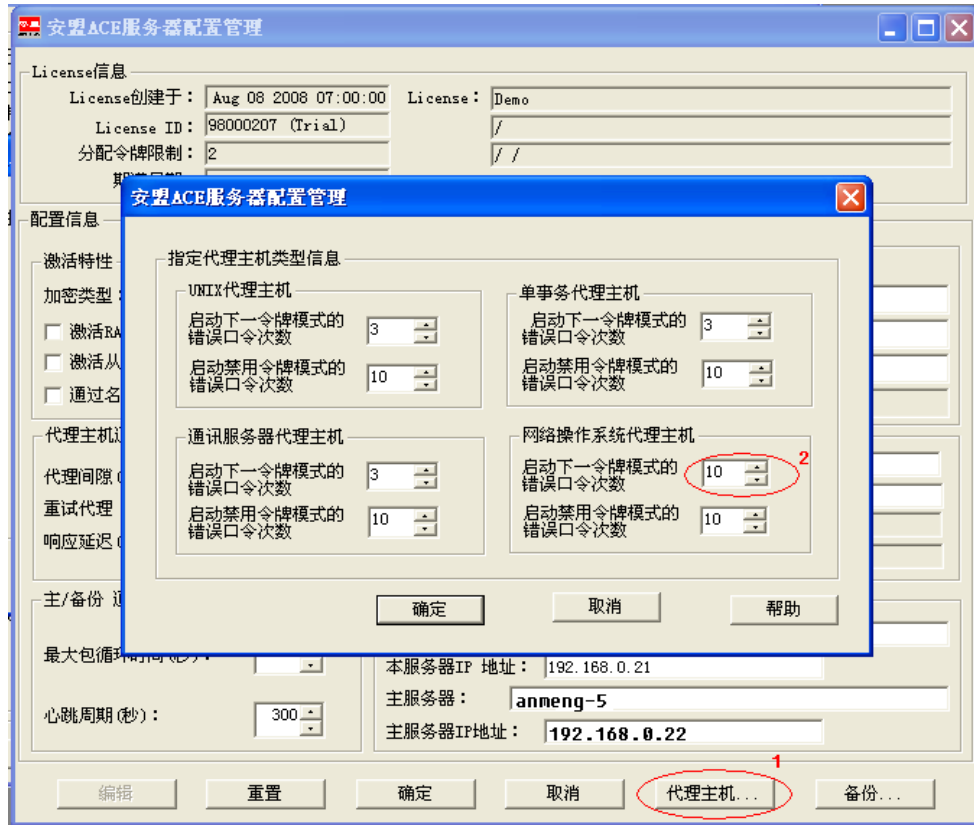 安盟ACE服务器配置管理
License信息
License创建于： Aug 08 2008 07:00:00 License： Demo
License ID： 98000207 (Trial) /
分配令牌限制： 2 / /
安盟ACE服务器配置管理
配置信息
指定代理主机类型信息
激活特性
UNIX代理主机
单事务代理主机
加密类型：
启动下一令牌模式的
错误口令次数 3
启动下一令牌模式的
错误口令次数 3
激活RA
激活从
启动禁用令牌模式的
错误口令次数 10
启动禁用令牌模式的
错误口令次数 10
通过名
代理主机
通讯服务器代理主机
网络操作系统代理主机
代理间隙
启动下一令牌模式的
错误口令次数 3
启动下一令牌模式的
错误口令次数 10
2
重试代理
启动禁用令牌模式的
错误口令次数 10
启动禁用令牌模式的
错误口令次数 10
响应延迟
主/备份
确定 取消 帮助
最大包循环时间
本服务器IP 地址： 192.168.0.21
心跳周期(秒)： 300
主服务器： anmeng-5
主服务器IP地址： 192.168.0.22
1
编辑 重置 确定 取消 代理主机... 备份...